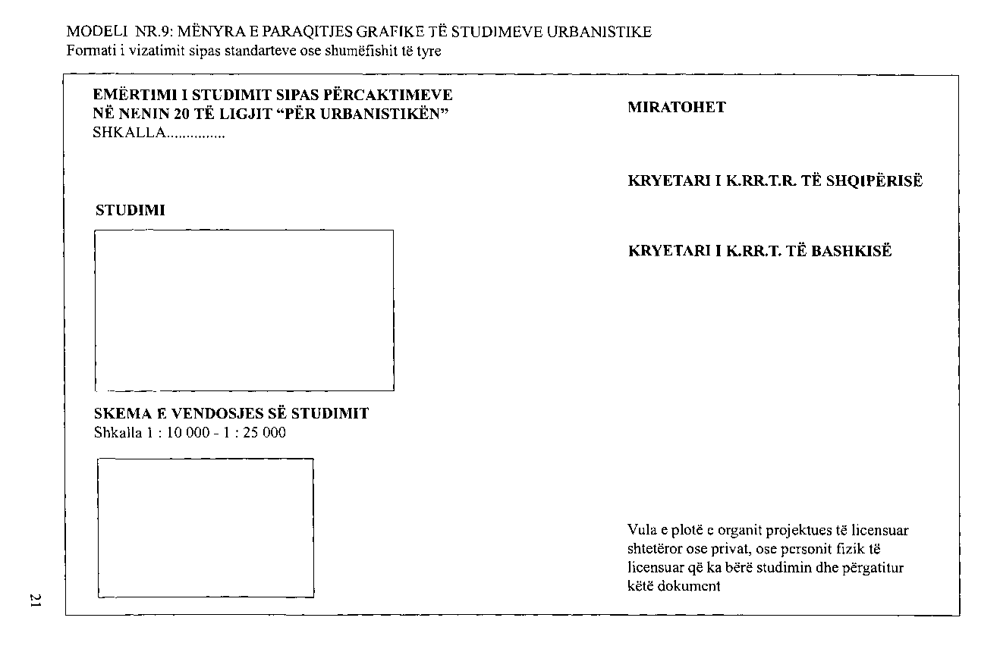 MODELI NR.9: MËNYRA E PARAQITJES GRAFIKE TË STUDIMEVE URBANISTIKE
Formati i vizatimit sipas standarteve ose shumëfishit të tyre
EMËRTIMI I STUDIMIT SIPAS PËRCAKTIMEVE
NË NENIN 20 TË LIGJIT “PËR URBANISTIKËN”
SHKALLA...............
MIRATOHET
KRYETARI I K.RR.T.R. TË SHQIPËRISË
STUDIMI
KRYETARI I K.RR.T. TË BASHKISË
SKEMA E VENDOSJES SË STUDIMIT
Shkalla 1 : 10 000 - 1 : 25 000
Vula e plotë e organit projektues të licensuar
shtetëror ose privat, ose personit fizik të
licensuar që ka bërë studimin dhe përgatitur
këtë dokument
21